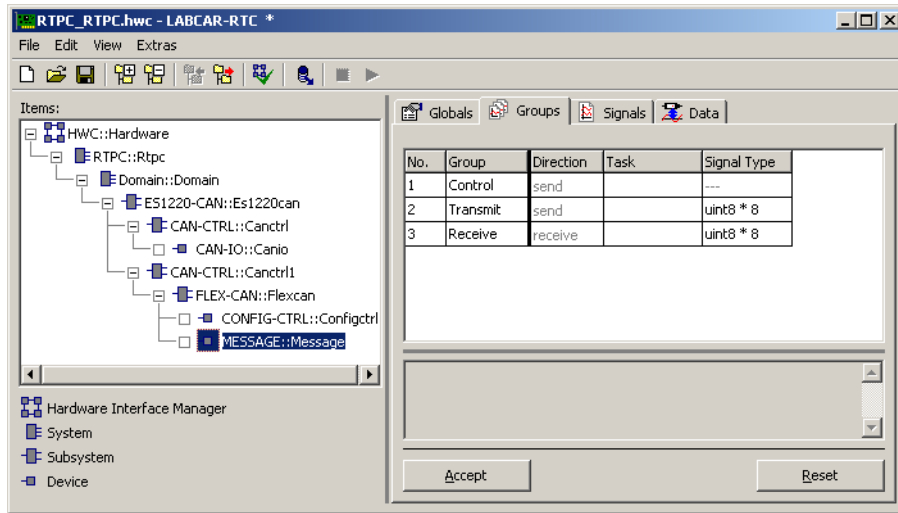 RTPC_RTPC.hwc - LABCAR-RTC *
File Edit View Extras
Items:
HWC::Hardware
RTPC::Rtpc
Domain::Domain
ES1220-CAN::Es1220can
CAN-CTRL::Canctrl
CAN-IO::Canio
CAN-CTRL::Canctrl1
FLEX-CAN::Flexcan
CONFIG-CTRL::Configctrl
MESSAGE::Message
Hardware Interface Manager
System
Subsystem
Device
Globals Groups Signals Data
No. Group Direction Task Signal Type
1 Control send ---
2 Transmit send uint8 * 8
3 Receive receive uint8 * 8
Accept Reset